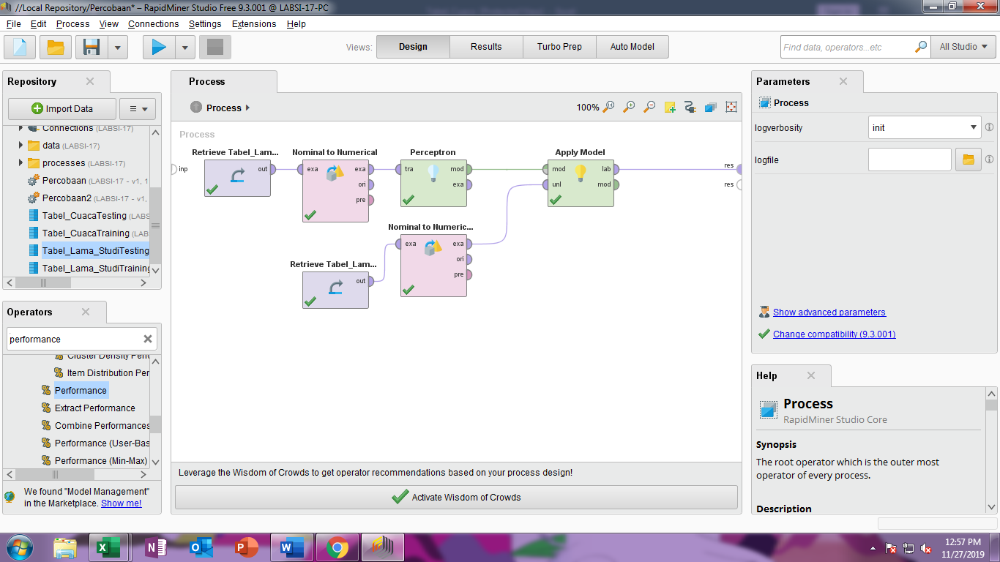 //Local Repository/Percobaan* – RapidMiner Studio Free 9.3.001 @ LABSI-17-PC
File Edit Process View Connections Settings Extensions Help
Views: Design Results Turbo Prep Auto Model
Find data, operators...etc
All Studio
Repository
Import Data
Connections (LABSI-17)
data (LABSI-17)
processes (LABSI-17)
Percobaan (LABSI-17 - v1, 1
Percobaan2 (LABSI-17 - v1,
Tabel_CuacaTesting (LABS
Tabel_CuacaTraining (LAB
Tabel_Lama_StudiTesting
Tabel_Lama_StudiTraining
Operators
performance
Cluster Density Perf
Item Distribution Per
Performance
Extract Performance
Combine Performances
Performance (User-Bas
Performance (Min-Max)
We found "Model Management"
in the Marketplace. Show me!
Process
Process
100%
Process
inp
Retrieve Tabel_Lam...
out
Nominal to Numerical
exa exa
ori
pre
Perceptron
tra mod
exa
Apply Model
mod lab
unl mod
res
res
Nominal to Numeric...
exa exa
ori
pre
Retrieve Tabel_Lam...
out
Leverage the Wisdom of Crowds to get operator recommendations based on your process design!
Activate Wisdom of Crowds
Parameters
Process
logverbosity init
logfile
Show advanced parameters
Change compatibility (9.3.001)
Help
Process
RapidMiner Studio Core
Synopsis
The root operator which is the outer most
operator of every process.
Description
12:57 PM
11/27/2019